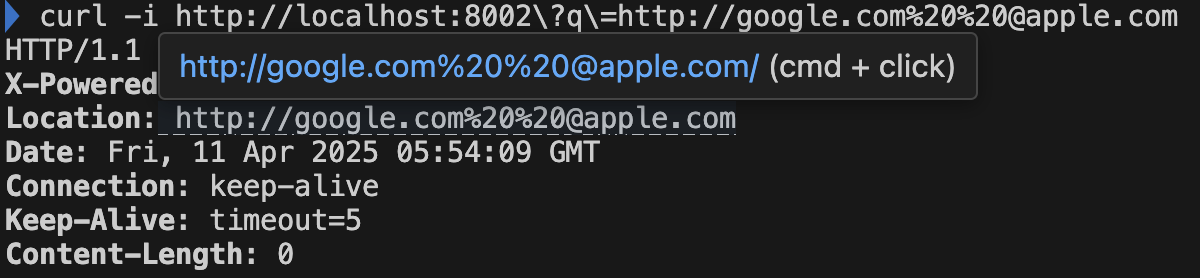 curl -i http://localhost:8002\?q\=http://google.com%20%20@apple.com
HTTP/1.1
http://google.com%20%20@apple.com/ (cmd + click)
X-Powered
Location: http://google.com%20%20@apple.com
Date: Fri, 11 Apr 2025 05:54:09 GMT
Connection: keep-alive
Keep-Alive: timeout=5
Content-Length: 0